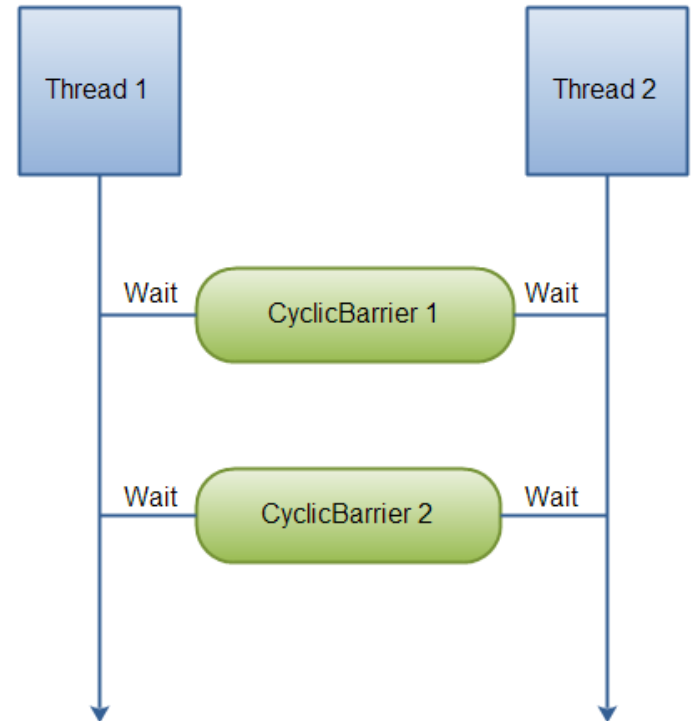 Thread 1
Thread 2
Wait
CyclicBarrier 1
Wait
Wait
CyclicBarrier 2
Wait